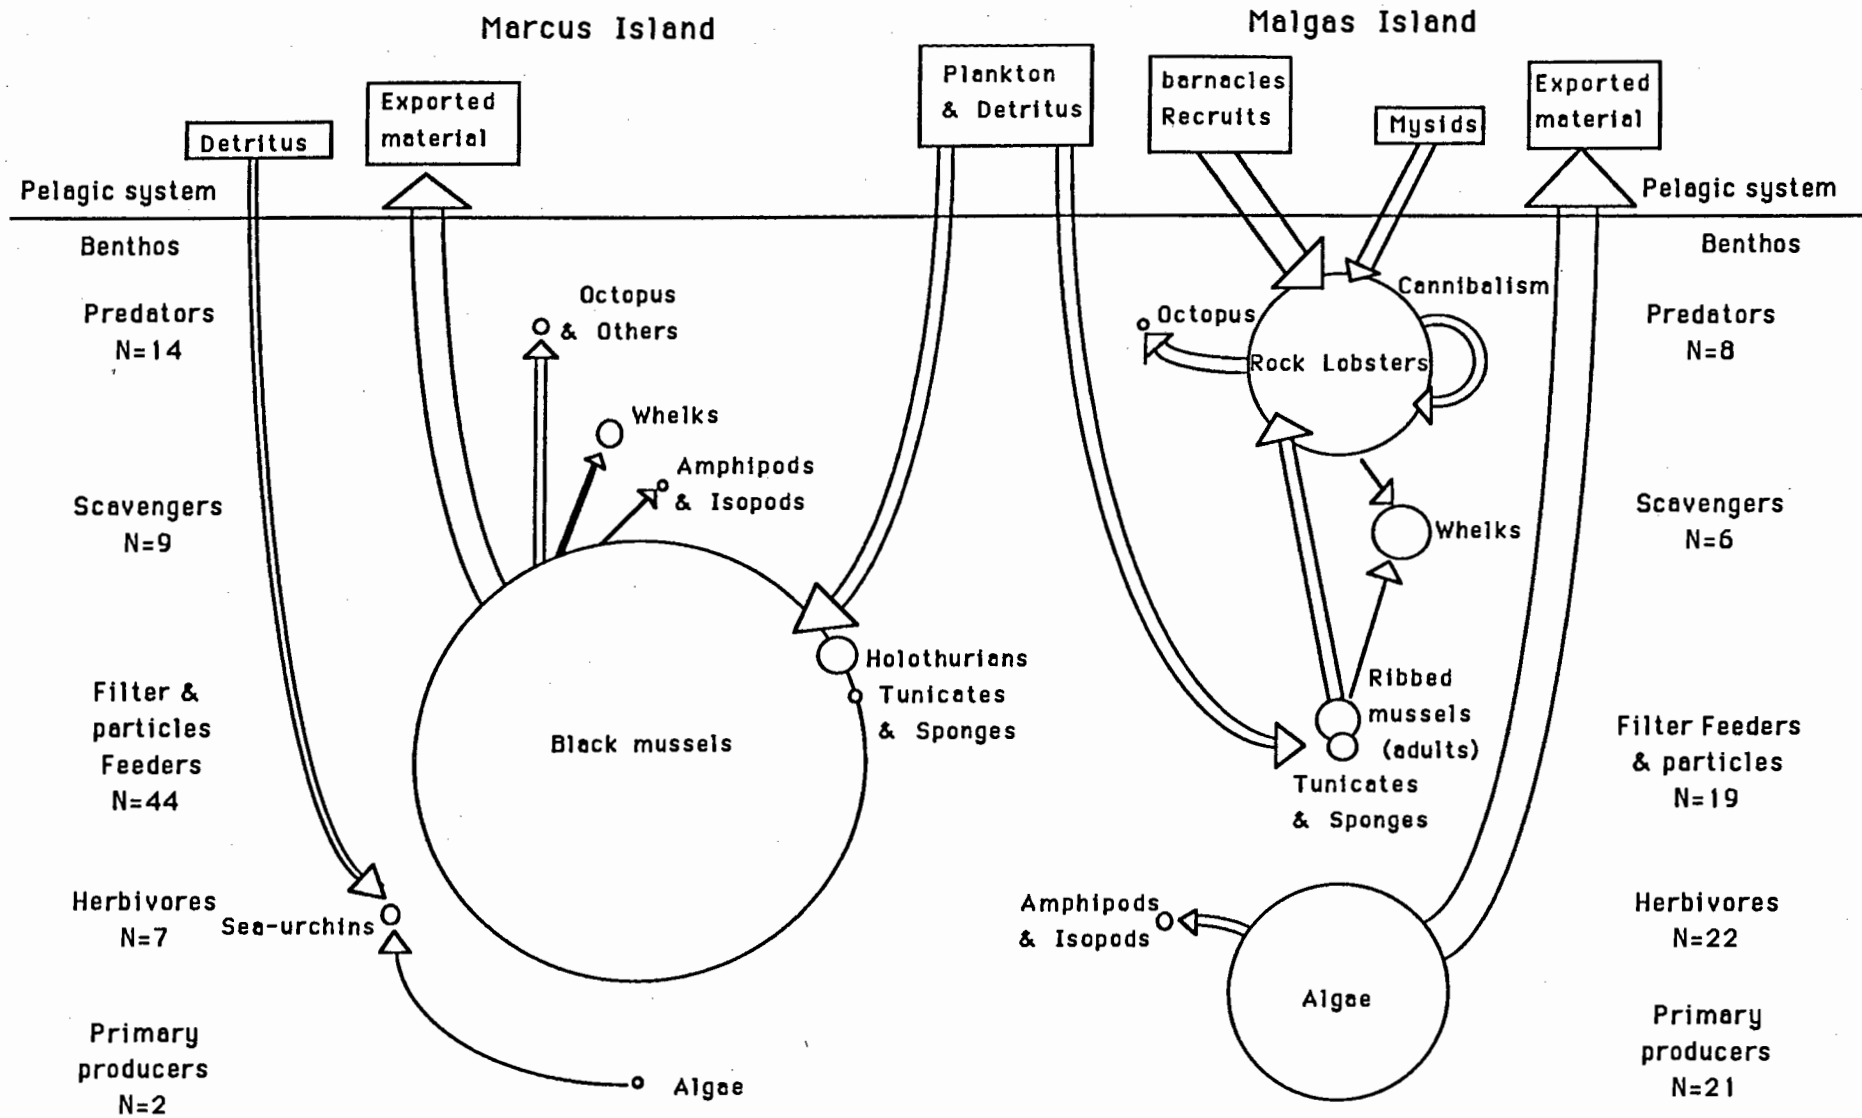 Marcus Island
Malgas Island
Detritus
Exported
material
Plankton
& Detritus
barnacles
Recruits
Mysids
Exported
material
Pelagic system
Pelagic system
Benthos
Benthos
Predators
N=14
Scavengers
N=9
Filter &
particles
Feeders
N=44
Herbivores
N=7
Primary
producers
N=2
Octopus
& Others
Whelks
Amphipods
& Isopods
Holothurians
Tunicates
& Sponges
Black mussels
Sea-urchins
Algae
Cannibalism
Octopus
Rock Lobsters
Whelks
Ribbed
mussels
(adults)
Tunicates
& Sponges
Amphipods
& Isopods
Algae
Predators
N=8
Scavengers
N=6
Filter Feeders
& particles
N=19
Herbivores
N=22
Primary
producers
N=21